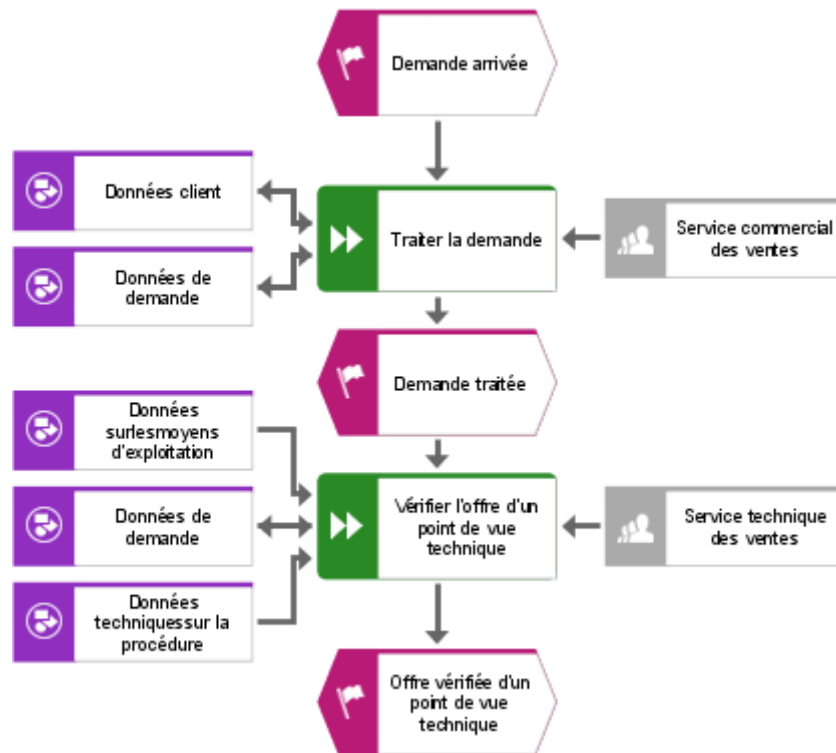 Demande arrivée
Données client
Traiter la demande
Service commercial
des ventes
Données de
demande
Demande traitée
Données
surlesmoyens
d'exploitation
Données de
demande
Vérifier l'offre d'un
point de vue
technique
Service technique
des ventes
Données
techniquessur la
procédure
Offre vérifiée d'un
point de vue
technique